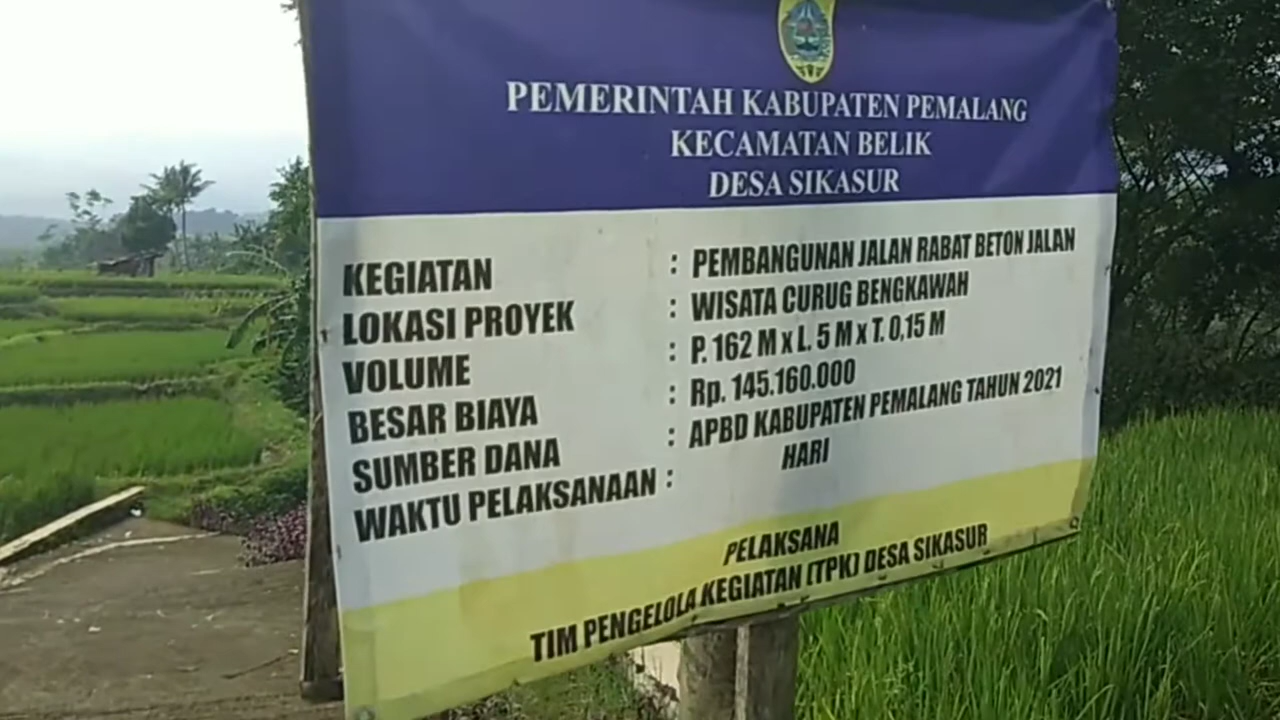 PEMERINTAH KABUPATEN PEMALANG
KECAMATAN BELIK
DESA SIKASUR
KEGIATAN : PEMBANGUNAN JALAN RABAT BETON JALAN
LOKASI PROYEK : WISATA CURUG BENGKAWAH
VOLUME : P. 162 M x L. 5 M x T. 0,15 M
BESAR BIAYA : Rp. 145.160.000
SUMBER DANA : APBD KABUPATEN PEMALANG TAHUN 2021
WAKTU PELAKSANAAN : HARI
PELAKSANA
TIM PENGELOLA KEGIATAN (TPK) DESA SIKASUR